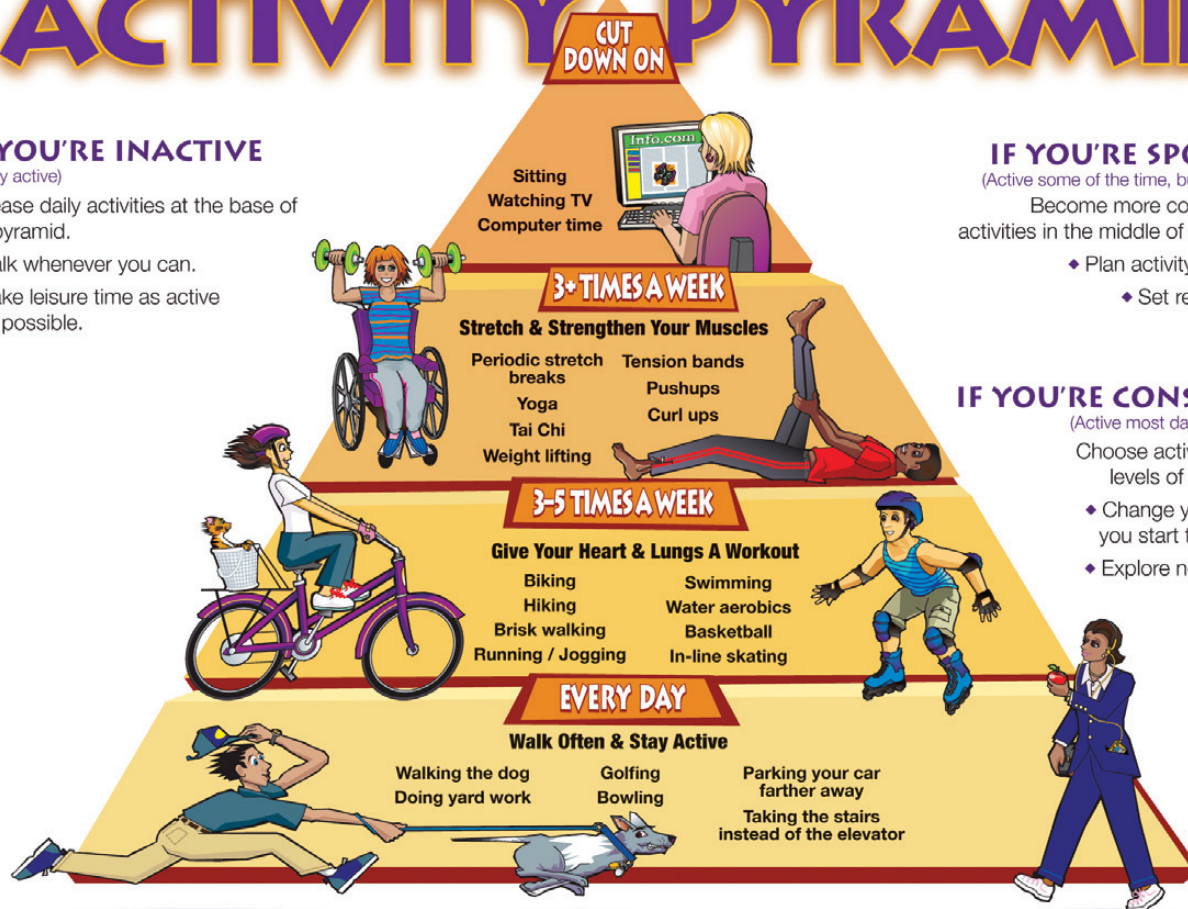 ACTIVITY PYRAMI
CUT
DOWN ON
Info.com
Sitting
Watching TV
Computer time
3+ TIMES A WEEK
Stretch & Strengthen Your Muscles
Periodic stretch
breaks
Yoga
Tai Chi
Weight lifting
Tension bands
Pushups
Curl ups
3–5 TIMES A WEEK
Give Your Heart & Lungs A Workout
Biking
Hiking
Brisk walking
Running / Jogging
Swimming
Water aerobics
Basketball
In-line skating
EVERY DAY
Walk Often & Stay Active
Walking the dog
Doing yard work
Golfing
Bowling
Parking your car
farther away
Taking the stairs
instead of the elevator
YOU'RE INACTIVE
y active)
ease daily activities at the base of
pyramid.
alk whenever you can.
ake leisure time as active
possible.
IF YOU'RE SPO
(Active some of the time, bu
Become more co
activities in the middle of
◆ Plan activity
◆ Set re
IF YOU'RE CONS
(Active most da
Choose activ
levels of
◆ Change y
you start t
◆ Explore n